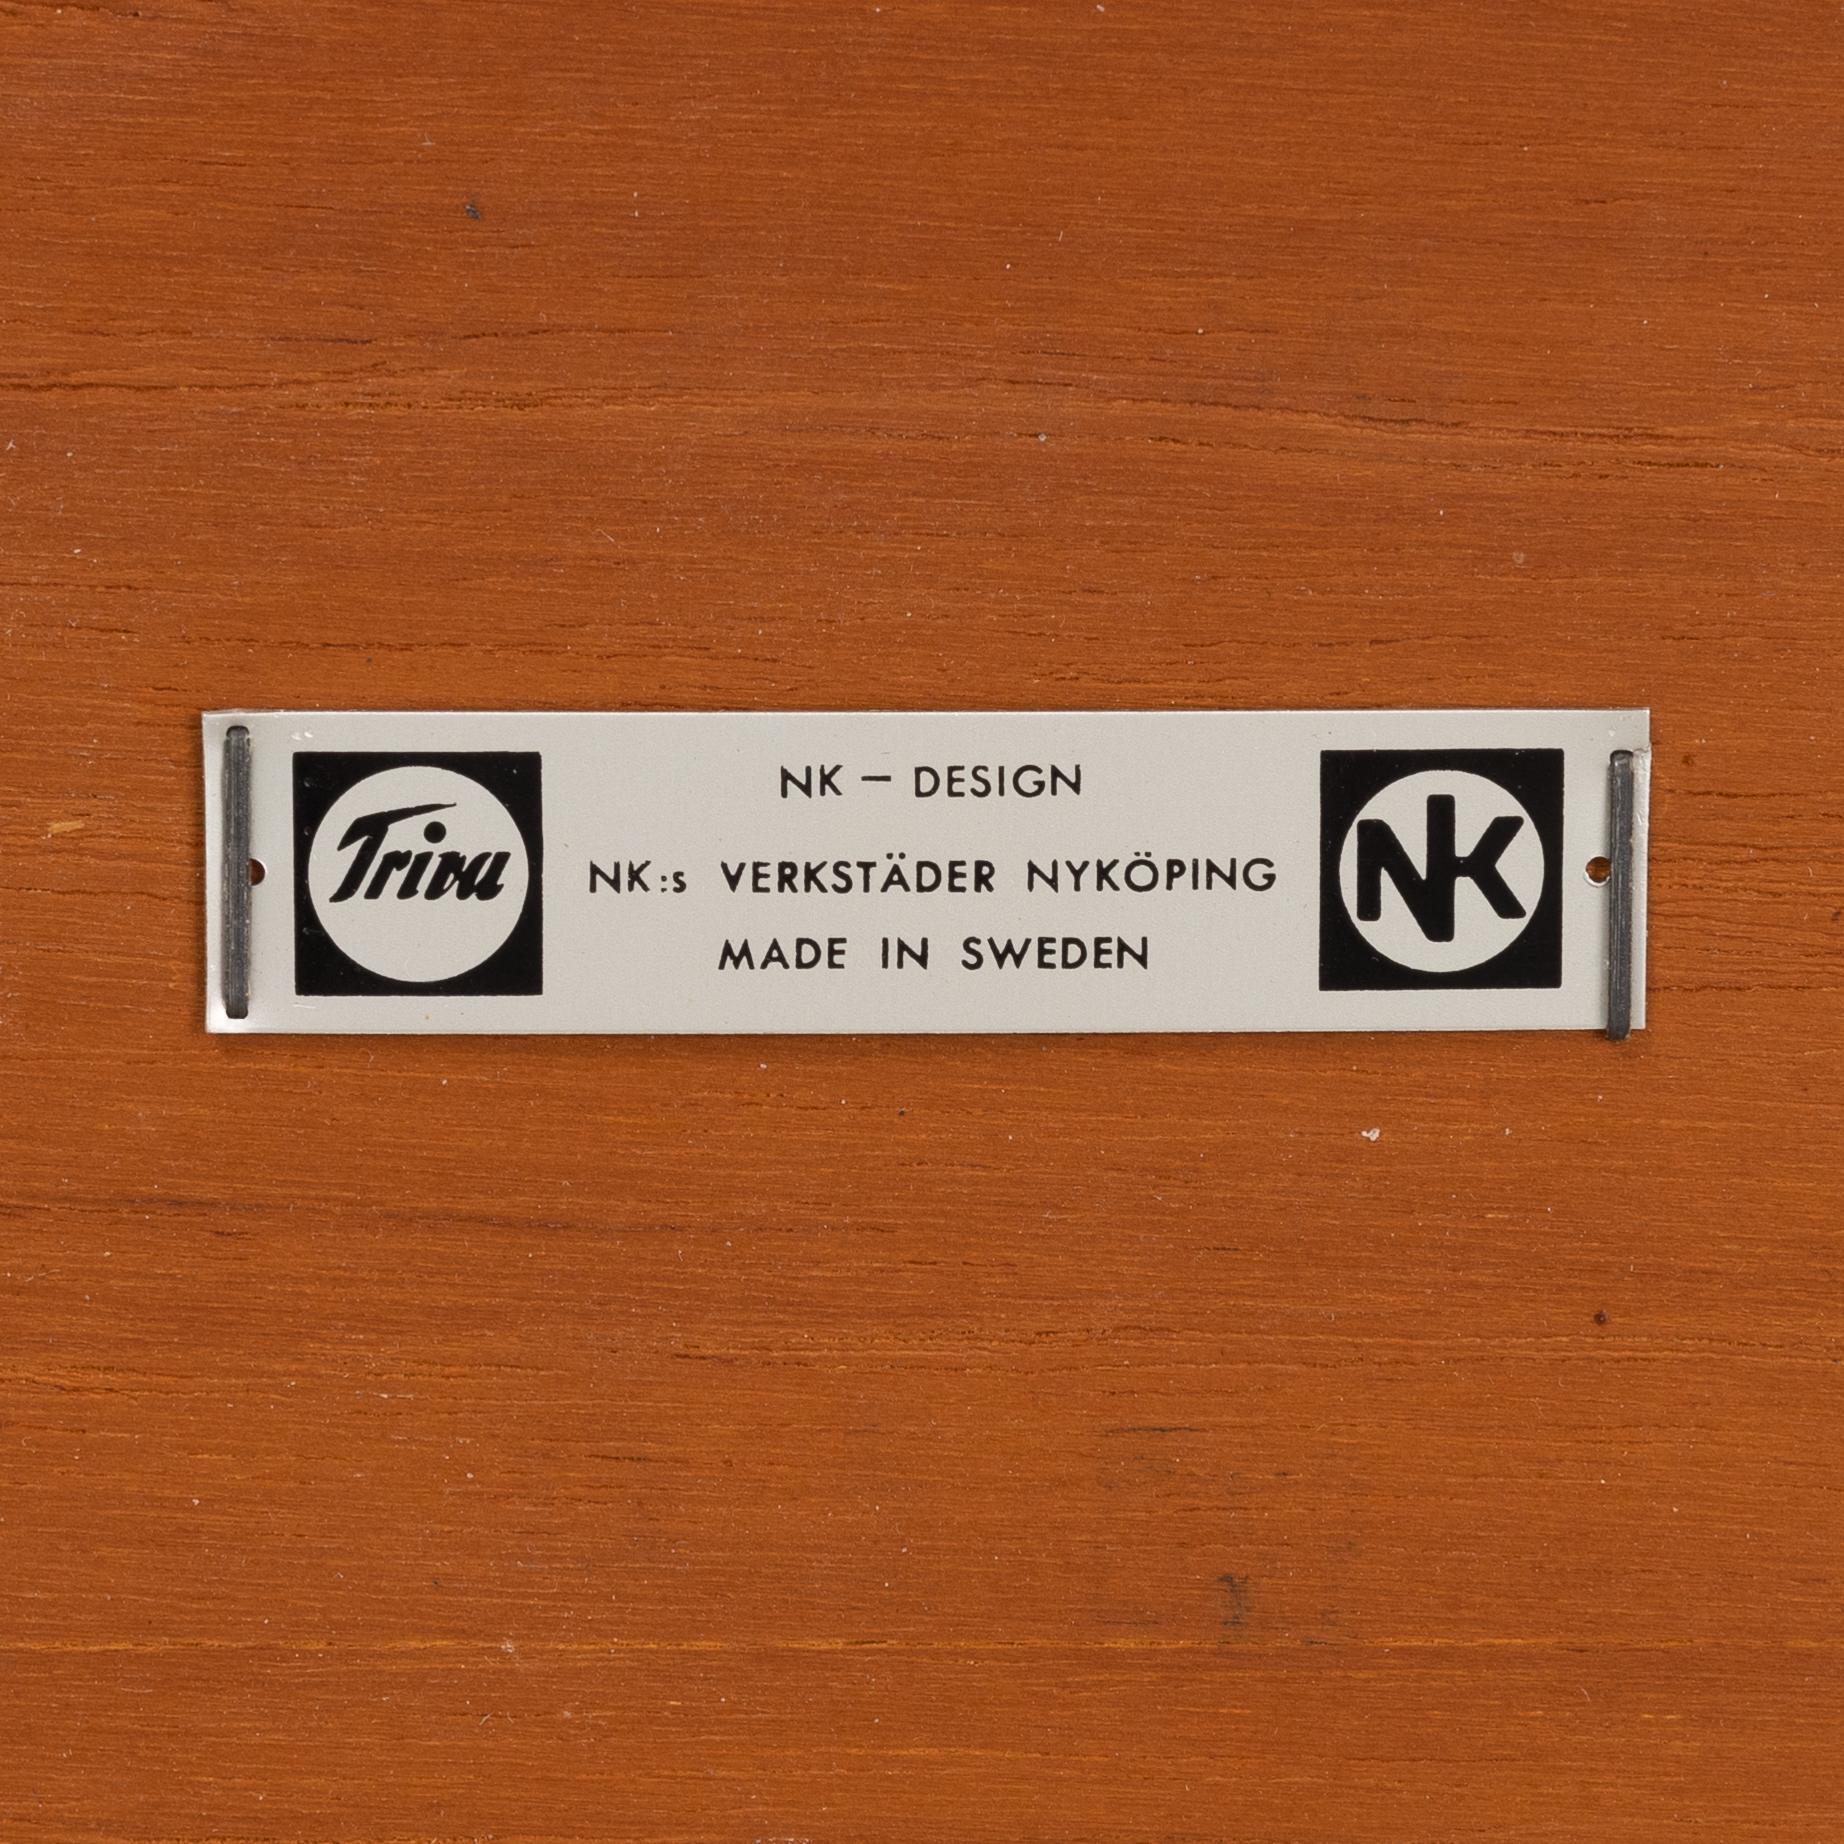 Triva
NK – DESIGN
NK:s VERKSTÄDER NYKÖPING
MADE IN SWEDEN
NK